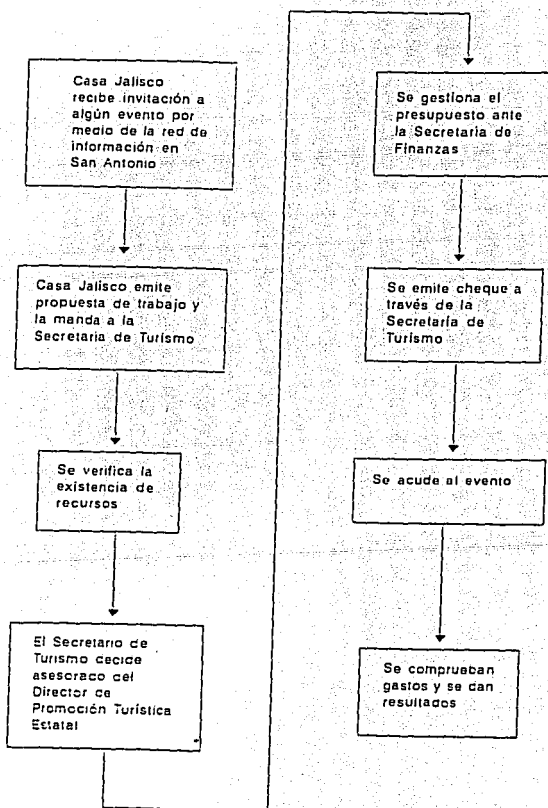 Casa Jalisco
recibe invitación a
algún evento por
medio de la red de
información en
San Antonio
Casa Jalisco emite
propuesta de trabajo y
la manda a la
Secretaria de Turísmo
Se verifica la
existencia de
recursos
El Secretario de
Turismo decide
asesoraco del
Director de
Promoción Turística
Estatal
Se gestiona el
presupuesto ante
la Secretaria de
Finanzas
Se emite cheque a
través de la
Secretaría de
Turísmo
Se acude al evento
Se comprueban
gastos y se dan
resultados